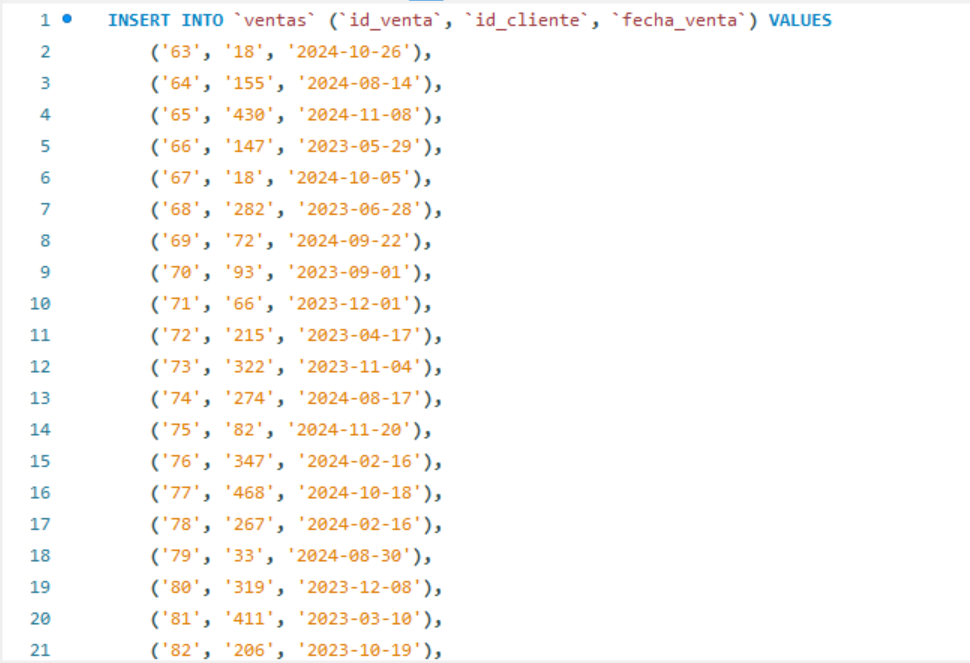 1 INSERT INTO `ventas` (`id_venta`, `id_cliente`, `fecha_venta`) VALUES
2 ('63', '18', '2024-10-26'),
3 ('64', '155', '2024-08-14'),
4 ('65', '430', '2024-11-08'),
5 ('66', '147', '2023-05-29'),
6 ('67', '18', '2024-10-05'),
7 ('68', '282', '2023-06-28'),
8 ('69', '72', '2024-09-22'),
9 ('70', '93', '2023-09-01'),
10 ('71', '66', '2023-12-01'),
11 ('72', '215', '2023-04-17'),
12 ('73', '322', '2023-11-04'),
13 ('74', '274', '2024-08-17'),
14 ('75', '82', '2024-11-20'),
15 ('76', '347', '2024-02-16'),
16 ('77', '468', '2024-10-18'),
17 ('78', '267', '2024-02-16'),
18 ('79', '33', '2024-08-30'),
19 ('80', '319', '2023-12-08'),
20 ('81', '411', '2023-03-10'),
21 ('82', '206', '2023-10-19'),